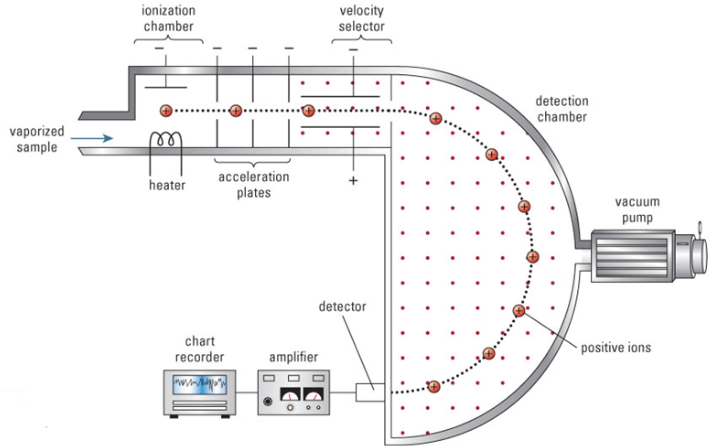 ionization
chamber
velocity
selector
detection
chamber
vaporized
sample
heater
acceleration
plates
vacuum
pump
detector
chart
recorder
amplifier
positive ions